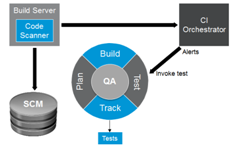 Build Server
Code
Scanner
CI
Orchestrator
Alerts
Invoke test
Build
Plan
QA
Test
Track
SCM
Tests